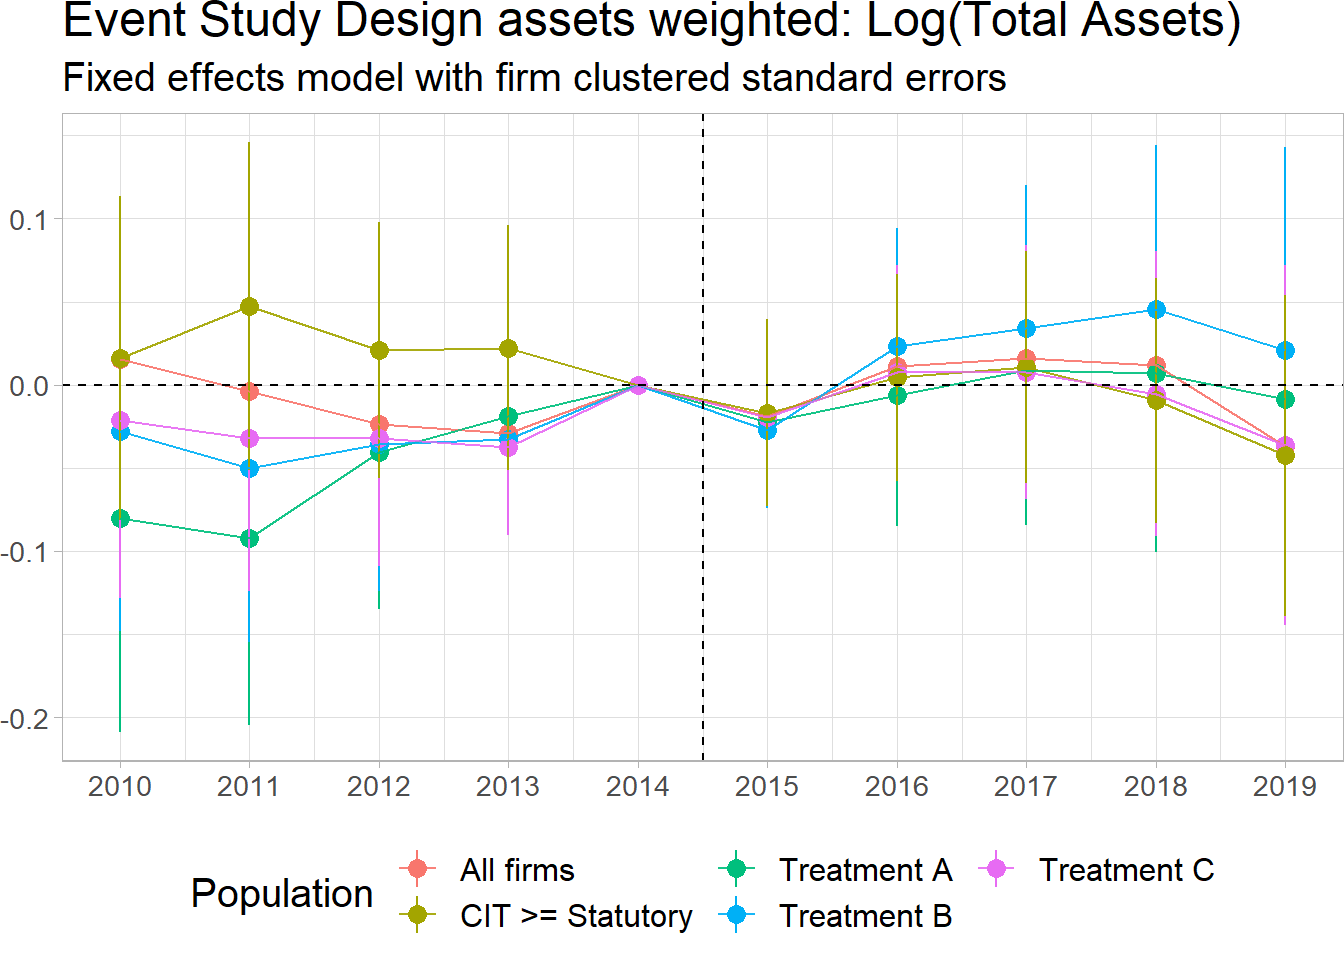 Event Study Design assets weighted: Log(Total Assets)
Fixed effects model with firm clustered standard errors
0.1
0.0
-0.1
-0.2
2010 2011 2012 2013 2014 2015 2016 2017 2018 2019
Population
All firms Treatment A Treatment C
CIT >= Statutory Treatment B